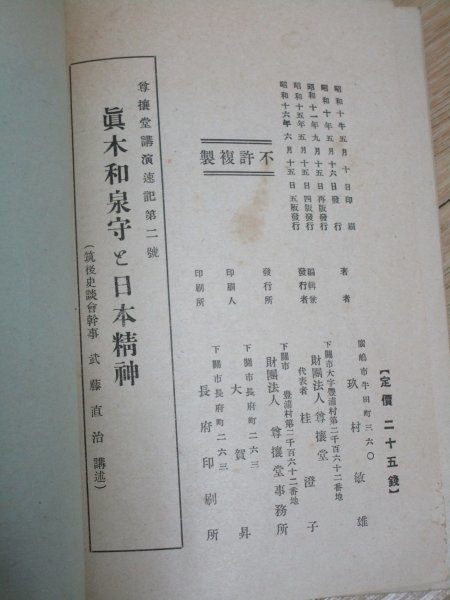 【定價 二十五錢】
昭和十年五月十日印刷
昭和十年五月十六日發行
昭和十一年九月十五日再版發行
昭和十五年五月十五日四版發行
昭和十六年六月十五日五版發行
不許複製
著者
廣嶋市牛田町三六〇
玖村敏雄
編輯兼發行者
下關市大字豐浦村第二千百六十二番地
財團法人尊攘堂
代表者 桂澄子
發行所
下關市豐浦村第二千百六十二番地
財團法人尊攘堂事務所
印刷人
下關市長府町二六三
大賀昇
印刷所
下關市長府町二六三
長府印刷所
尊攘堂講演速記第二號
眞木和泉守と日本精神
(筑後史談會幹事 武藤直治 講述)